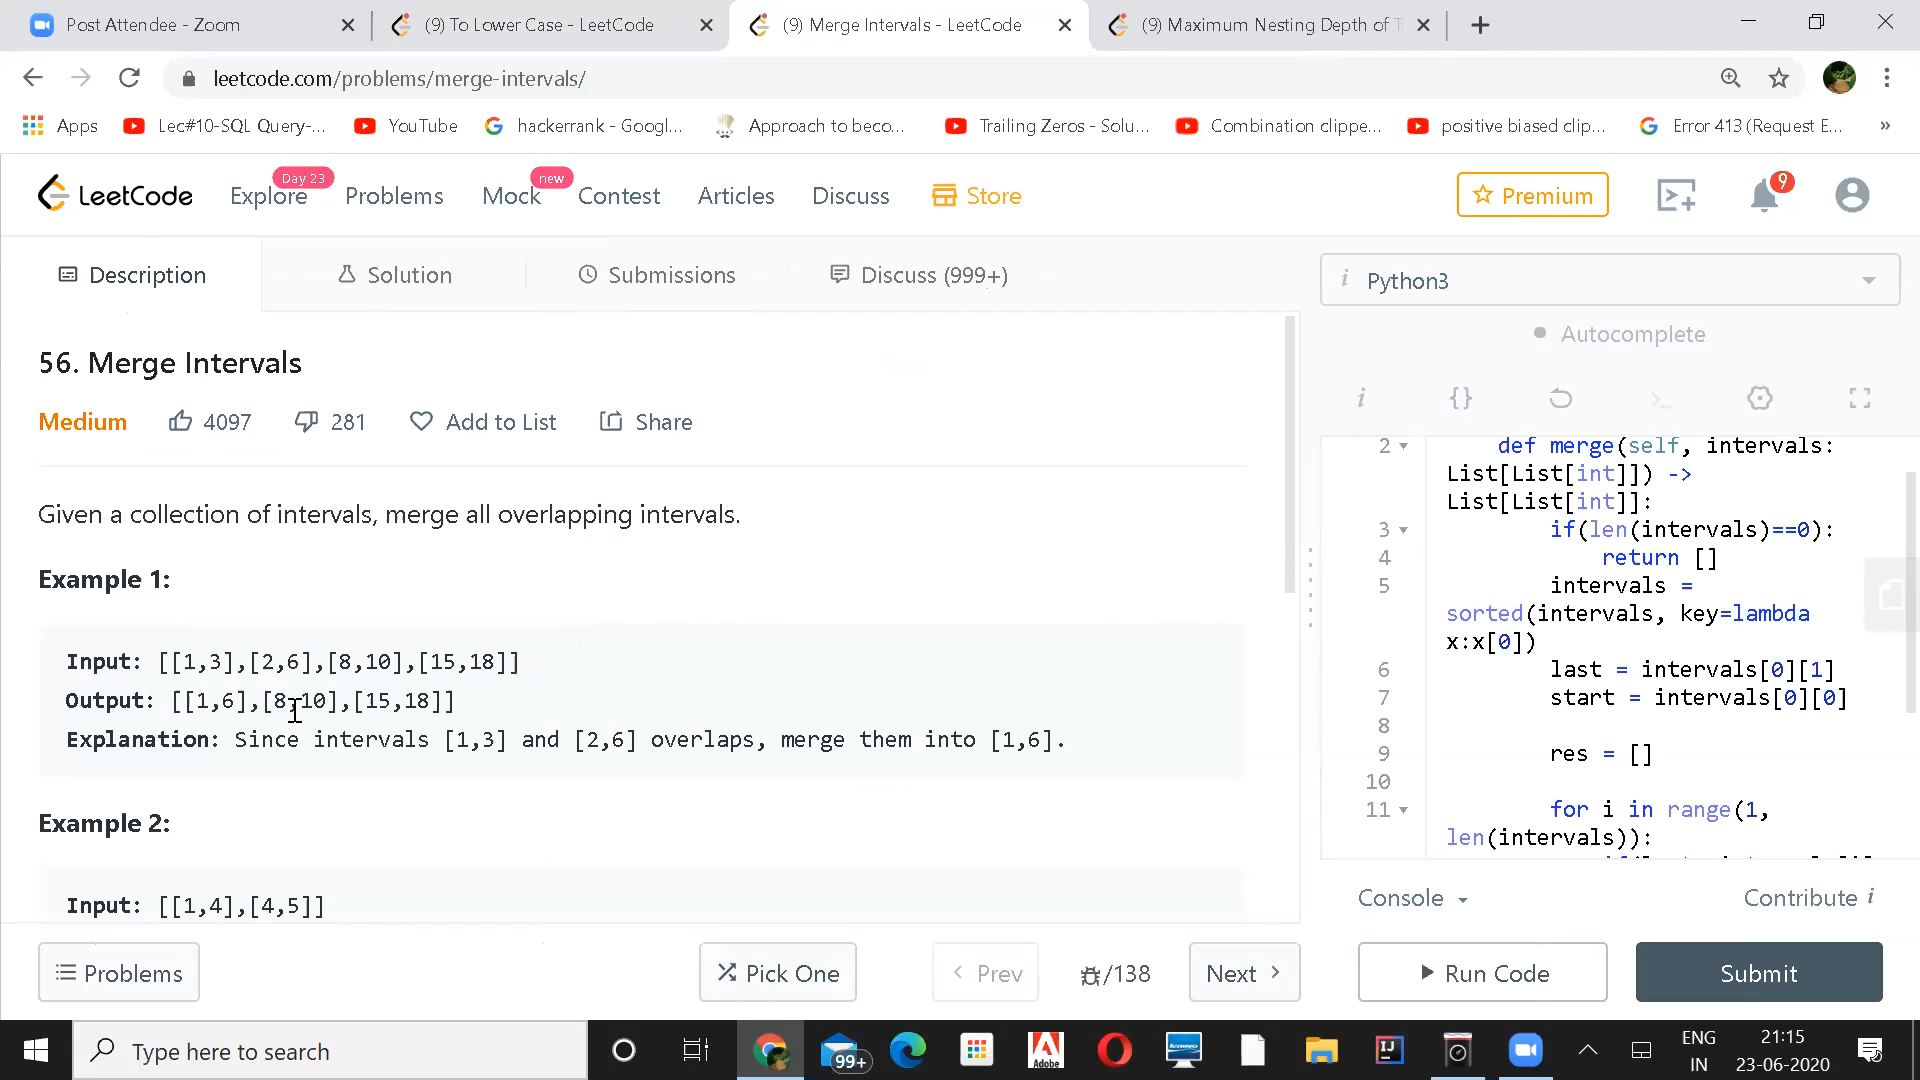 Post Attendee - Zoom
(9) To Lower Case - LeetCode
(9) Merge Intervals - LeetCode
(9) Maximum Nesting Depth of
leetcode.com/problems/merge-intervals/
Apps
Lec#10-SQL Query-...
YouTube
hackerrank - Googl...
Approach to beco...
Trailing Zeros - Solu...
Combination clippe...
positive biased clip...
Error 413 (Request E...
»
LeetCode
Explore
Day 23
Problems
Mock
new
Contest
Articles
Discuss
Store
Premium
9
Description
Solution
Submissions
Discuss (999+)
56. Merge Intervals
Medium
4097
281
Add to List
Share
Given a collection of intervals, merge all overlapping intervals.
Example 1:
Input: [[1,3],[2,6],[8,10],[15,18]]
Output: [[1,6],[8,10],[15,18]]
Explanation: Since intervals [1,3] and [2,6] overlaps, merge them into [1,6].
Example 2:
Input: [[1,4],[4,5]]
i Python3
Autocomplete
i {}
2 def merge(self, intervals:
List[List[int]]) ->
List[List[int]]:
3 if(len(intervals)==0):
4 return []
5 intervals =
sorted(intervals, key=lambda
x:x[0])
6 last = intervals[0][1]
7 start = intervals[0][0]
8
9 res = []
10
11 for i in range(1,
len(intervals)):
Console
Contribute i
Problems
Pick One
Prev
/138
Next
Run Code
Submit
Type here to search
99+
Adobe
IJ
ENG
IN
21:15
23-06-2020